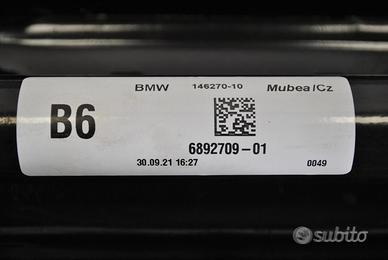 BMW 146270-10 Mubea/Cz
B6
6892709-01
30.09.21 16:27 0049
subito